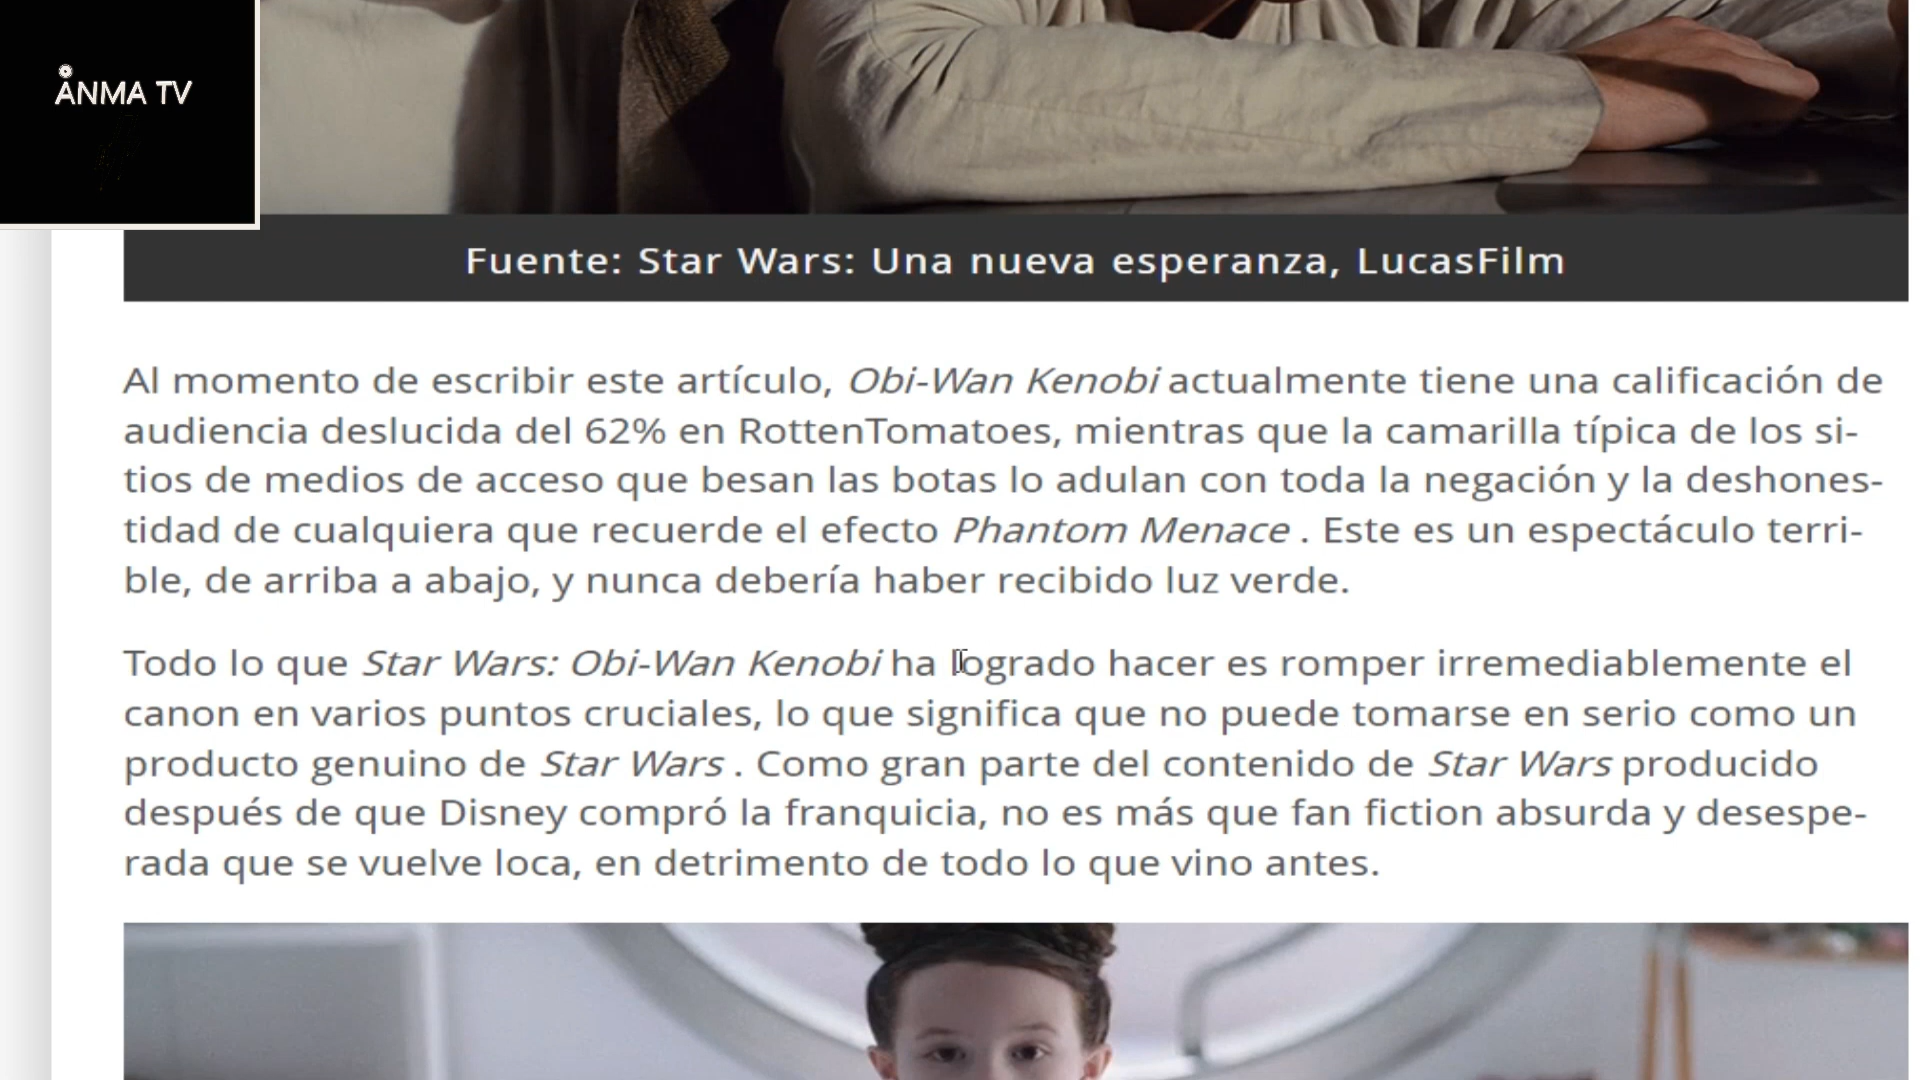 ANMA TV
Fuente: Star Wars: Una nueva esperanza, LucasFilm
Al momento de escribir este artículo, Obi-Wan Kenobi actualmente tiene una calificación de
audiencia deslucida del 62% en RottenTomatoes, mientras que la camarilla típica de los si-
tios de medios de acceso que besan las botas lo adulan con toda la negación y la deshones-
tidad de cualquiera que recuerde el efecto Phantom Menace . Este es un espectáculo terri-
ble, de arriba a abajo, y nunca debería haber recibido luz verde.
Todo lo que Star Wars: Obi-Wan Kenobi ha logrado hacer es romper irremediablemente el
canon en varios puntos cruciales, lo que significa que no puede tomarse en serio como un
producto genuino de Star Wars . Como gran parte del contenido de Star Wars producido
después de que Disney compró la franquicia, no es más que fan fiction absurda y desespe-
rada que se vuelve loca, en detrimento de todo lo que vino antes.